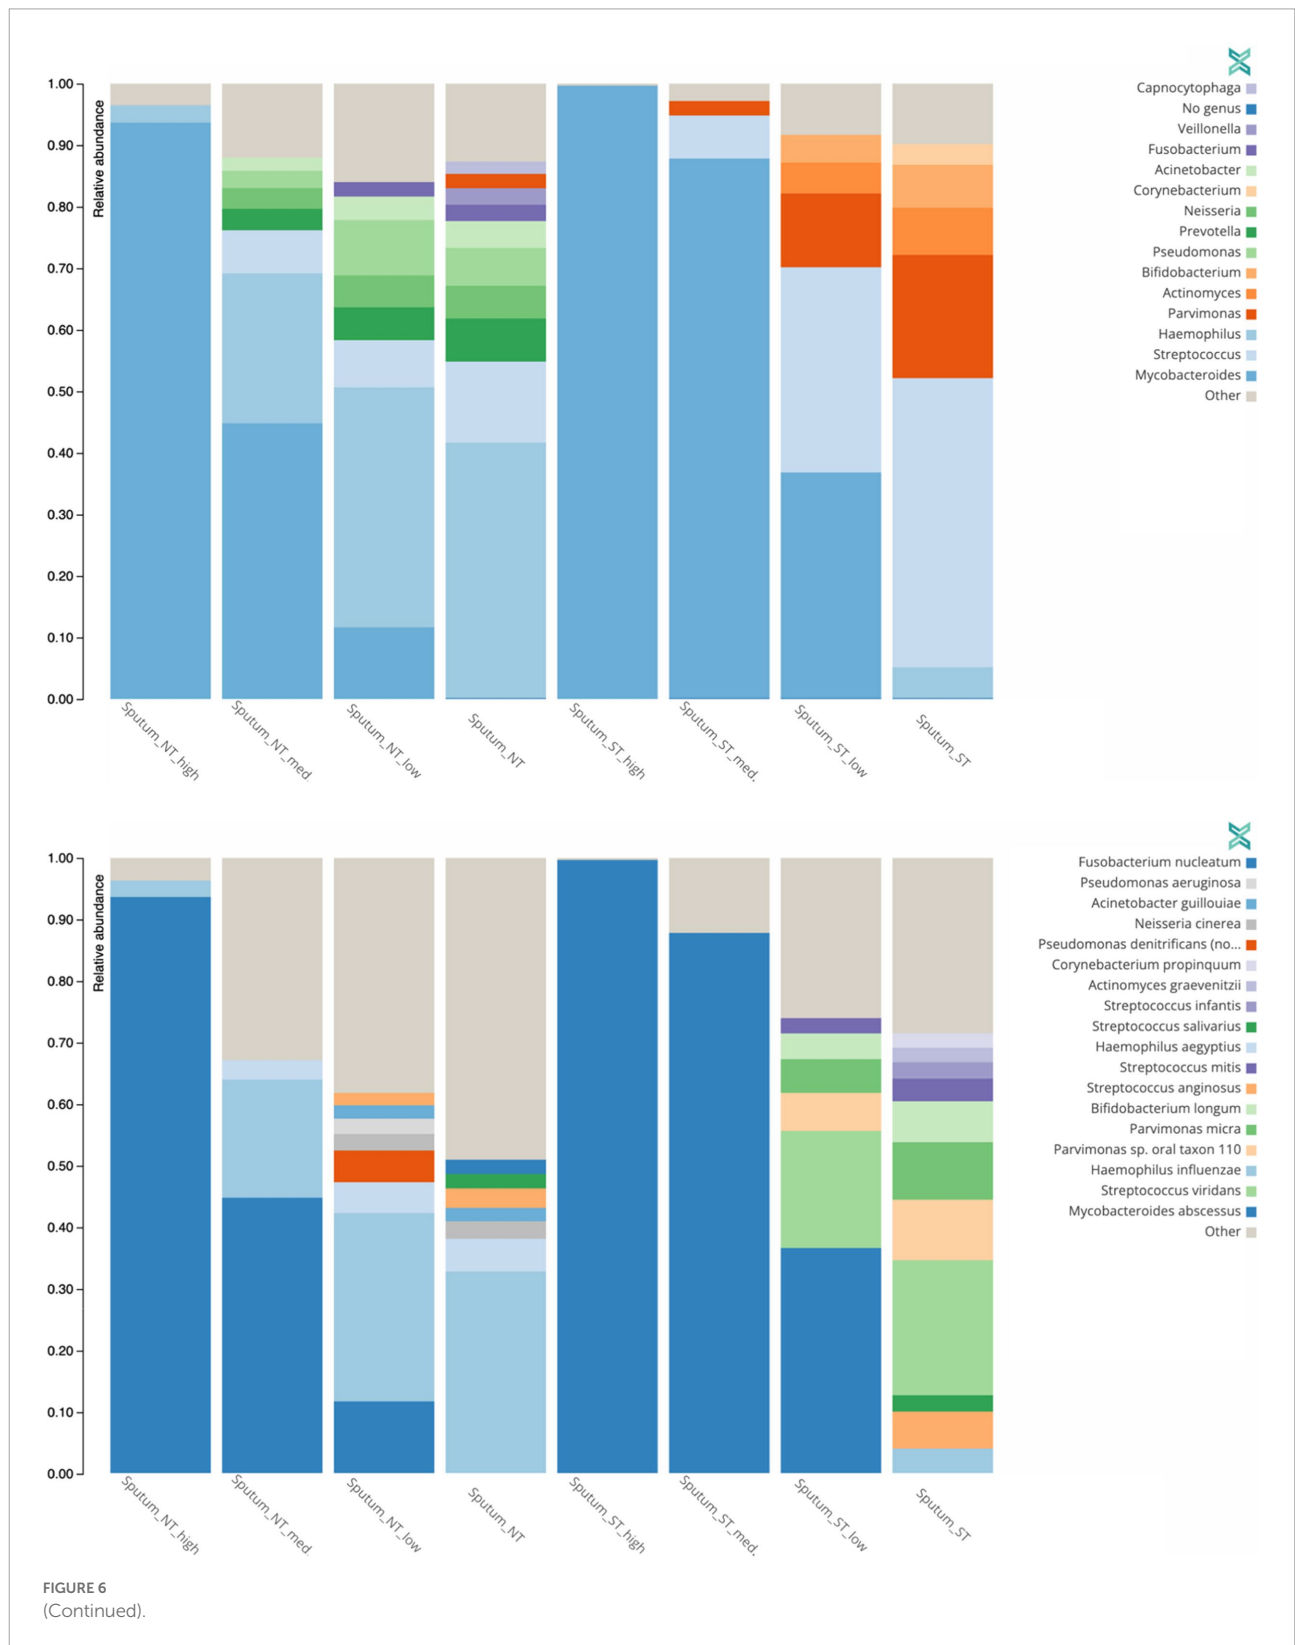 1.00
0.90
0.80
0.70
0.60
0.50
0.40
0.30
0.20
0.10
0.00
Relative abundance
Sputum_NT_high
Sputum_NT_med.
Sputum_NT_low
Sputum_NT
Sputum_ST_high
Sputum_ST_med.
Sputum_ST_low
Sputum_ST
Capnocytophaga
No genus
Veillonella
Fusobacterium
Acinetobacter
Corynebacterium
Neisseria
Prevotella
Pseudomonas
Bifidobacterium
Actinomyces
Parvimonas
Haemophilus
Streptococcus
Mycobacteroides
Other
1.00
0.90
0.80
0.70
0.60
0.50
0.40
0.30
0.20
0.10
0.00
Relative abundance
Sputum_NT_high
Sputum_NT_med.
Sputum_NT_low
Sputum_NT
Sputum_ST_high
Sputum_ST_med.
Sputum_ST_low
Sputum_ST
Fusobacterium nucleatum
Pseudomonas aeruginosa
Acinetobacter guillouiae
Neisseria cinerea
Pseudomonas denitrificans (no...
Corynebacterium propinquum
Actinomyces graevenitzii
Streptococcus infantis
Streptococcus salivarius
Haemophilus aegyptius
Streptococcus mitis
Streptococcus anginosus
Bifidobacterium longum
Parvimonas micra
Parvimonas sp. oral taxon 110
Haemophilus influenzae
Streptococcus viridans
Mycobacteroides abscessus
Other
FIGURE 6
(Continued).